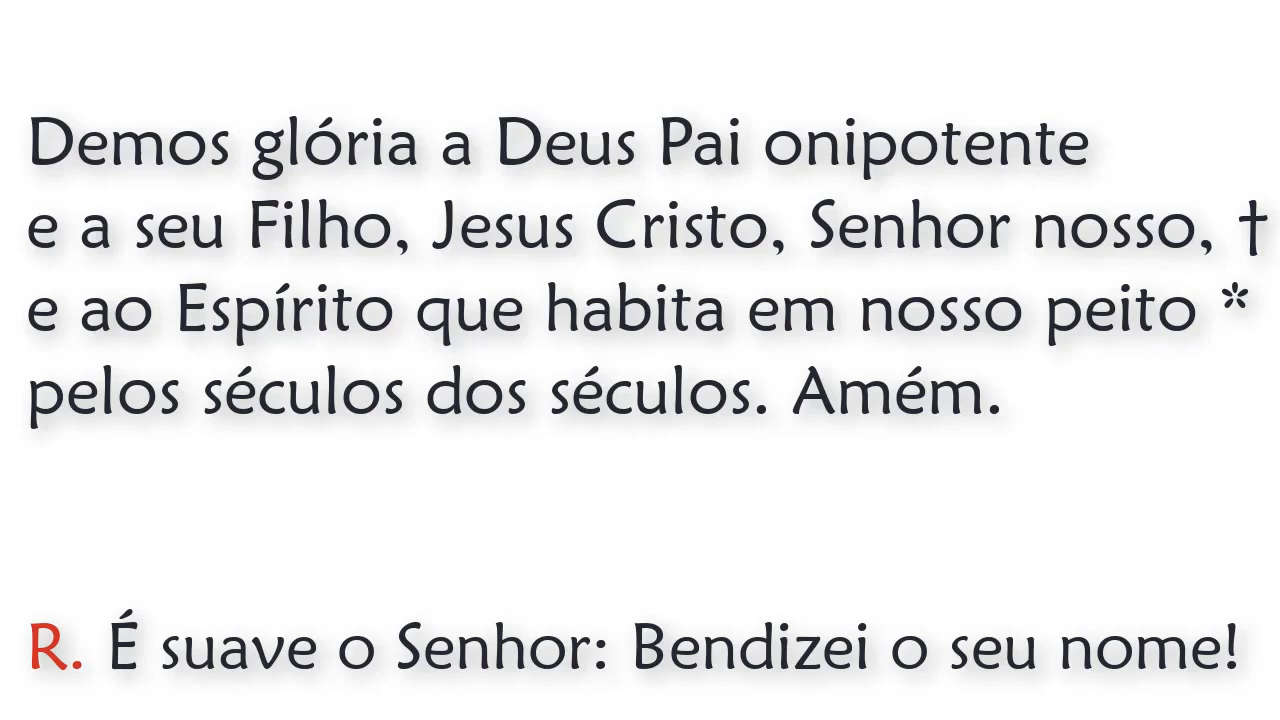 Demos glória a Deus Pai onipotente
e a seu Filho, Jesus Cristo, Senhor nosso, †
e ao Espírito que habita em nosso peito *
pelos séculos dos séculos. Amém.
R. É suave o Senhor: Bendizei o seu nome!